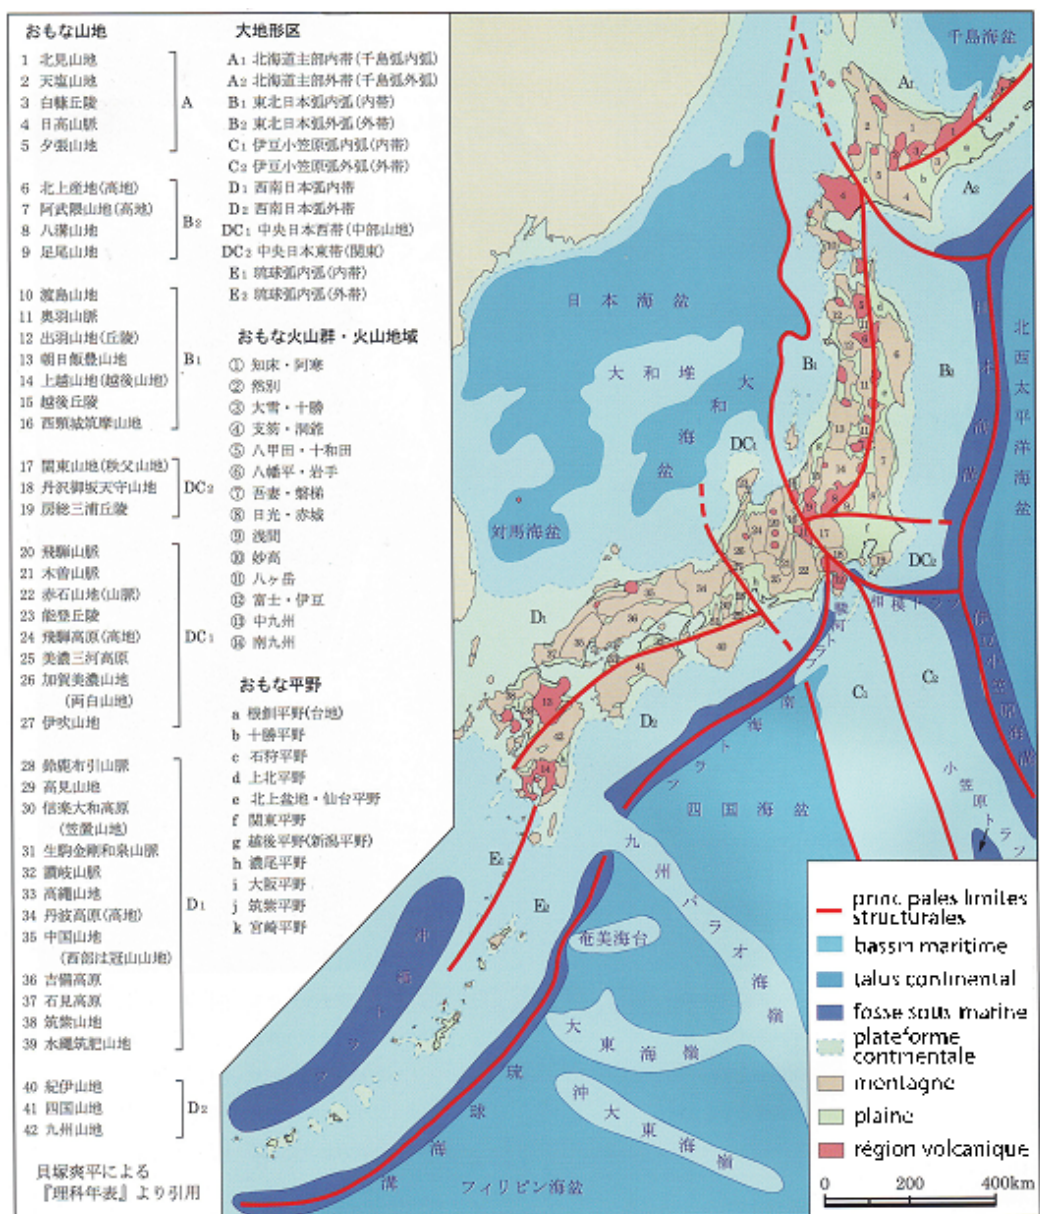 おもな山地
1 北見山地
2 天塩山地
3 白糠丘陵
4 日高山脈
5 夕張山地
A
6 北上産地(高地)
7 阿武隈山地(高地)
8 八溝山地
9 足尾山地
B2
10 渡島山地
11 奥羽山脈
12 出羽山地(丘陵)
13 朝日飯豊山地
14 上越山地(越後山地)
15 越後丘陵
16 西頸城筑摩山地
B1
17 関東山地(秩父山地)
18 丹沢御坂天守山地
19 房総三浦丘陵
DC2
20 飛騨山脈
21 木曽山脈
22 赤石山地(山脈)
23 能登丘陵
24 飛騨高原(高地)
25 美濃三河高原
26 加賀美濃山地
(両白山地)
27 伊吹山地
DC1
28 鈴鹿布引山脈
29 高見山地
30 信楽大和高原
(笠置山地)
31 生駒金剛和泉山脈
32 讃岐山脈
33 高縄山地
34 丹波高原(高地)
35 中国山地
(西部は冠山山地)
36 吉備高原
37 石見高原
38 筑紫山地
39 水縄筑肥山地
D1
40 紀伊山地
41 四国山地
42 九州山地
D2
貝塚爽平による
『理科年表』より引用
大地形区
A1 北海道主部内帯(千島弧内弧)
A2 北海道主部外帯(千島弧外弧)
B1 東北日本弧内弧(内帯)
B2 東北日本弧外弧(外帯)
C1 伊豆小笠原弧内弧(内帯)
C2 伊豆小笠原弧外弧(外帯)
D1 西南日本弧内帯
D2 西南日本弧外帯
DC1 中央日本西帯(中部山地)
DC2 中央日本東帯(関東)
E1 琉球弧内弧(内帯)
E2 琉球弧内弧(外帯)
おもな火山群・火山地域
① 知床・阿寒
② 然別
③ 大雪・十勝
④ 支笏・洞爺
⑤ 八甲田・十和田
⑥ 八幡平・岩手
⑦ 吾妻・磐梯
⑧ 日光・赤城
⑨ 浅間
⑩ 妙高
⑪ 八ヶ岳
⑫ 富士・伊豆
⑬ 中九州
⑭ 南九州
おもな平野
a 根釧平野(台地)
b 十勝平野
c 石狩平野
d 上北平野
e 北上盆地・仙台平野
f 関東平野
g 越後平野(新潟平野)
h 濃尾平野
i 大阪平野
j 筑紫平野
k 宮崎平野
千島海盆
A1
A2
日本海盆
大和堆
大和海盆
対馬海盆
B1
B2
日本海溝
北西太平洋海盆
DC1
DC2
相模トラフ
駿河トラフ
伊豆小笠原海溝
D1
D2
C1
C2
南海トラフ
四国海盆
小笠原トラフ
九州パラオ海嶺
E1
E2
奄美海台
沖縄トラフ
大東海嶺
沖大東海嶺
琉球海溝
フィリピン海盆
principales limites
structurales
bassin maritime
talus continental
fosse sous marine
plateforme
continentale
montagne
plaine
région volcanique
0 200 400km